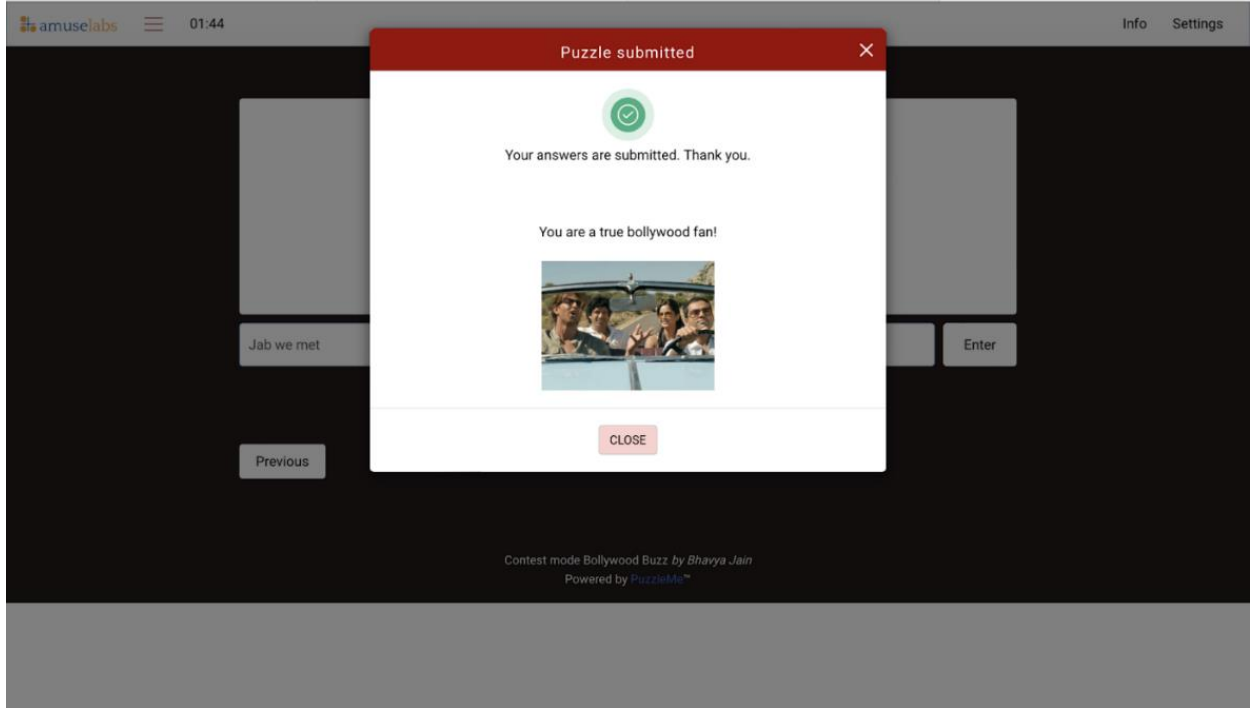 amuselabs 01:44 Info Settings
Puzzle submitted
Your answers are submitted. Thank you.
You are a true bollywood fan!
Jab we met Enter
CLOSE
Previous
Contest mode Bollywood Buzz by Bhavya Jain
Powered by PuzzleMe™